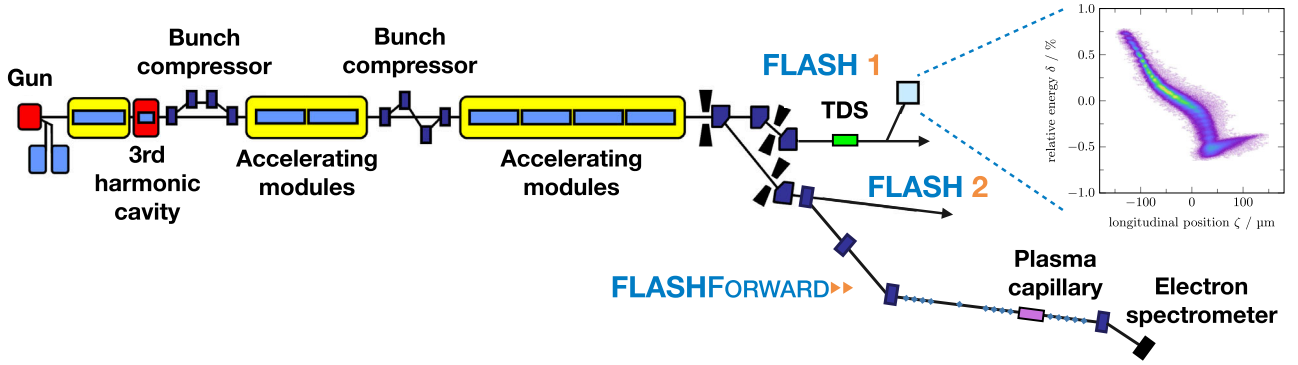 Gun
Bunch
compressor
Bunch
compressor
3rd
harmonic
cavity
Accelerating
modules
Accelerating
modules
FLASH 1
TDS
FLASH 2
FLASHFORWARD
Plasma
capillary
Electron
spectrometer
relative energy δ / %
1.0
0.5
0.0
−0.5
−1.0
−100
0
100
longitudinal position ζ / µm